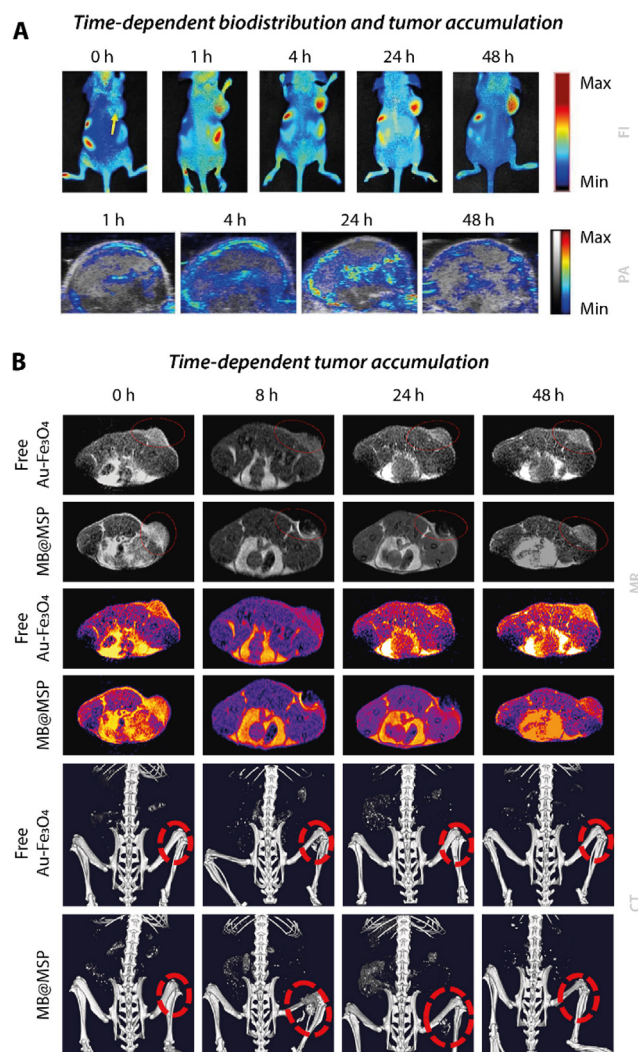 A
Time-dependent biodistribution and tumor accumulation
0 h 1 h 4 h 24 h 48 h
Max
FI
Min
1 h 4 h 24 h 48 h
Max
PA
Min
B
Time-dependent tumor accumulation
0 h 8 h 24 h 48 h
Free
Au-Fe₃O₄
MB@MSP
MR
Free
Au-Fe₃O₄
MB@MSP
Free
Au-Fe₃O₄
CT
MB@MSP